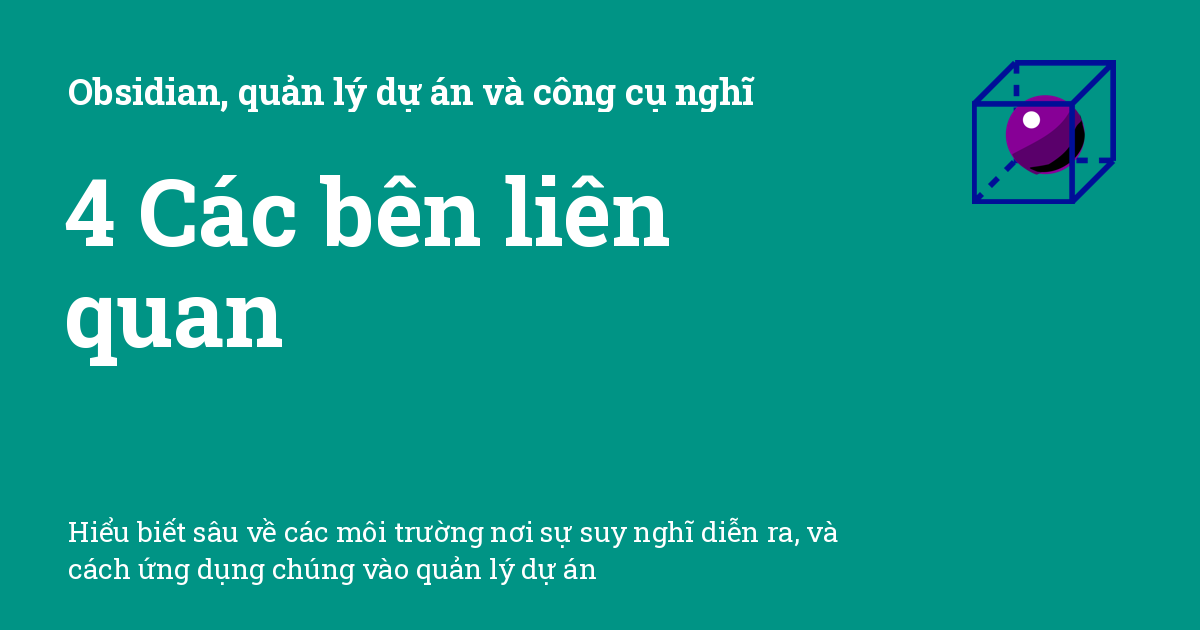 Obsidian, quản lý dự án và công cụ nghĩ
4 Các bên liên
quan
Hiểu biết sâu về các môi trường nơi sự suy nghĩ diễn ra, và
cách ứng dụng chúng vào quản lý dự án